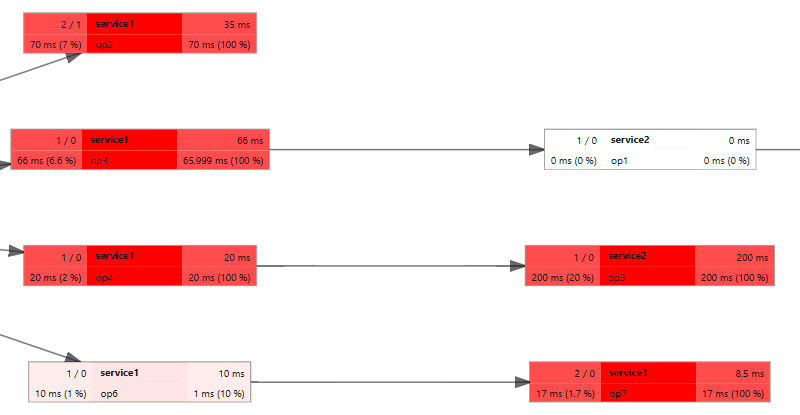 2 / 1 service1 35 ms
70 ms (7 %) op2 70 ms (100 %)
1 / 0 service1 66 ms
66 ms (6.6 %) op3 65.999 ms (100 %)
1 / 0 service2 0 ms
0 ms (0 %) op1 0 ms (0 %)
1 / 0 service1 20 ms
20 ms (2 %) op4 20 ms (100 %)
1 / 0 service2 200 ms
200 ms (20 %) op3 200 ms (100 %)
1 / 0 service1 10 ms
10 ms (1 %) op6 1 ms (10 %)
2 / 0 service1 8.5 ms
17 ms (1.7 %) op7 17 ms (100 %)